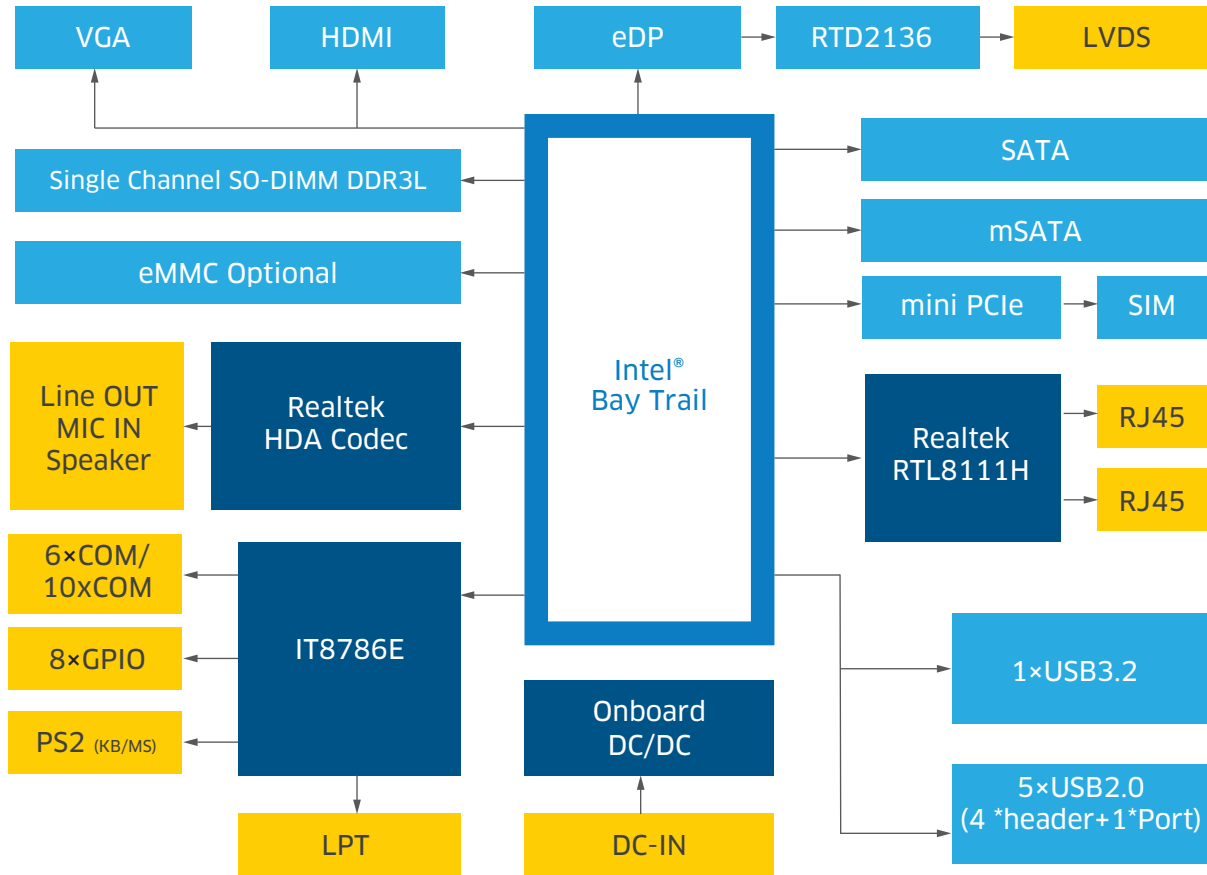 VGA
HDMI
eDP
RTD2136
LVDS
Single Channel SO-DIMM DDR3L
SATA
eMMC Optional
mSATA
mini PCIe
SIM
Intel®
Bay Trail
Line OUT
MIC IN
Speaker
Realtek
HDA Codec
Realtek
RTL8111H
RJ45
RJ45
6×COM/
10xCOM
8×GPIO
PS2 (KB/MS)
IT8786E
LPT
Onboard
DC/DC
DC-IN
1×USB3.2
5×USB2.0
(4 *header+1*Port)